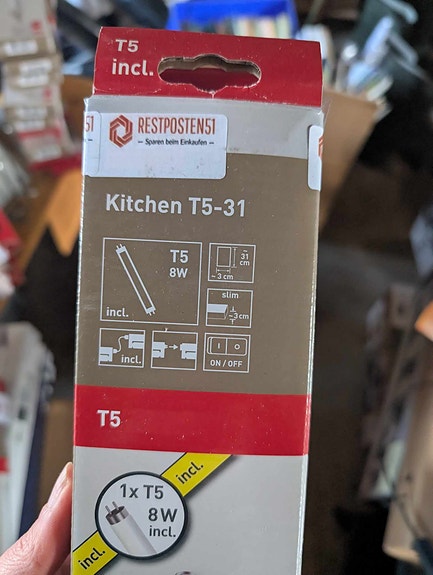 T5
incl.
51
RESTPOSTEN51
— Sparen beim Einkaufen —
Kitchen T5-31
T5
8W
incl.
~ 31
cm
~ 3 cm
slim
~3 cm
incl.
ON / OFF
T5
incl.
1x T5
8W
incl.
incl.